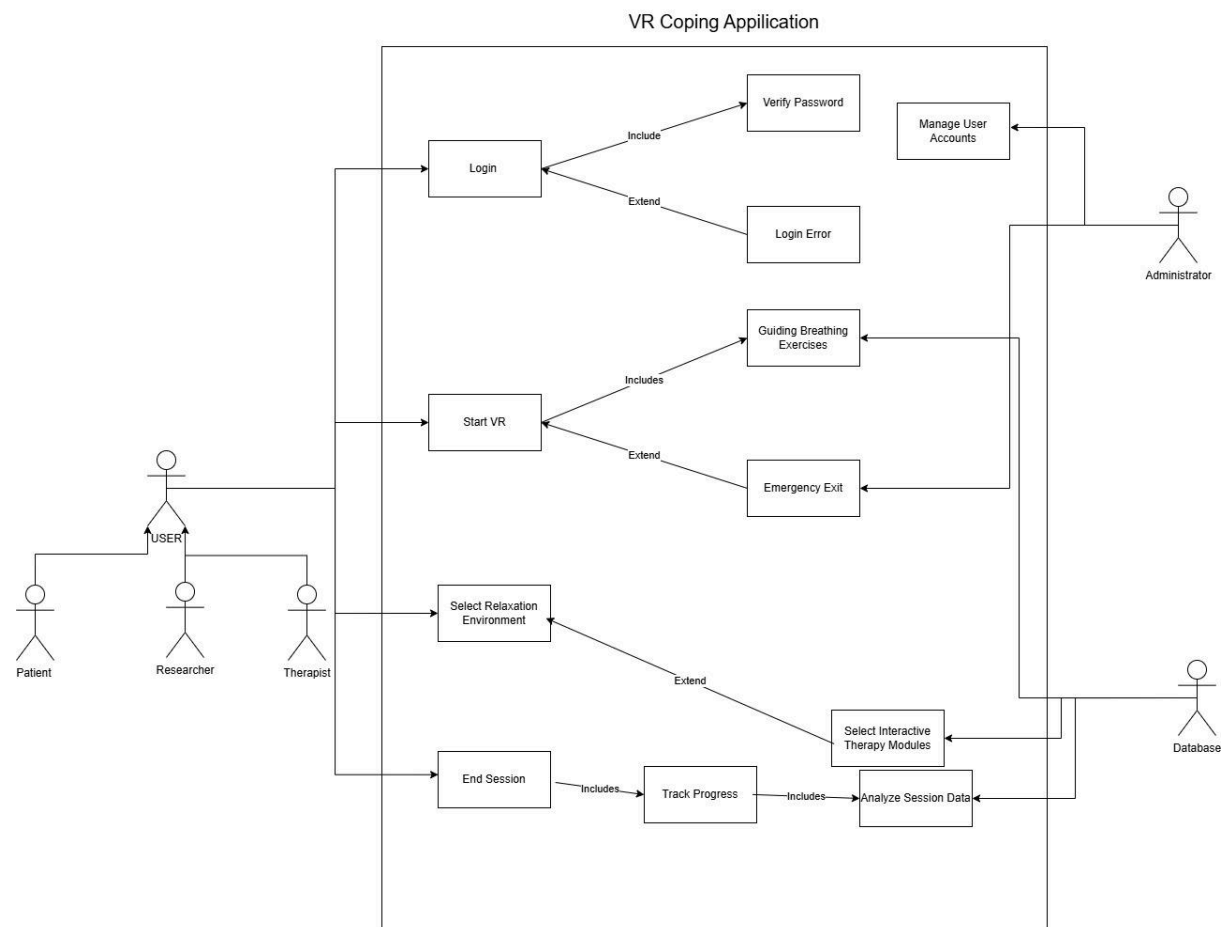 VR Coping Appilication
Verify Password
Manage User
Accounts
Include
Login
Extend
Login Error
Administrator
Guiding Breathing
Exercises
Includes
Start VR
Extend
Emergency Exit
USER
Select Relaxation
Environment
Patient
Researcher
Therapist
Extend
Select Interactive
Therapy Modules
Database
End Session
Includes
Track Progress
Includes
Analyze Session Data